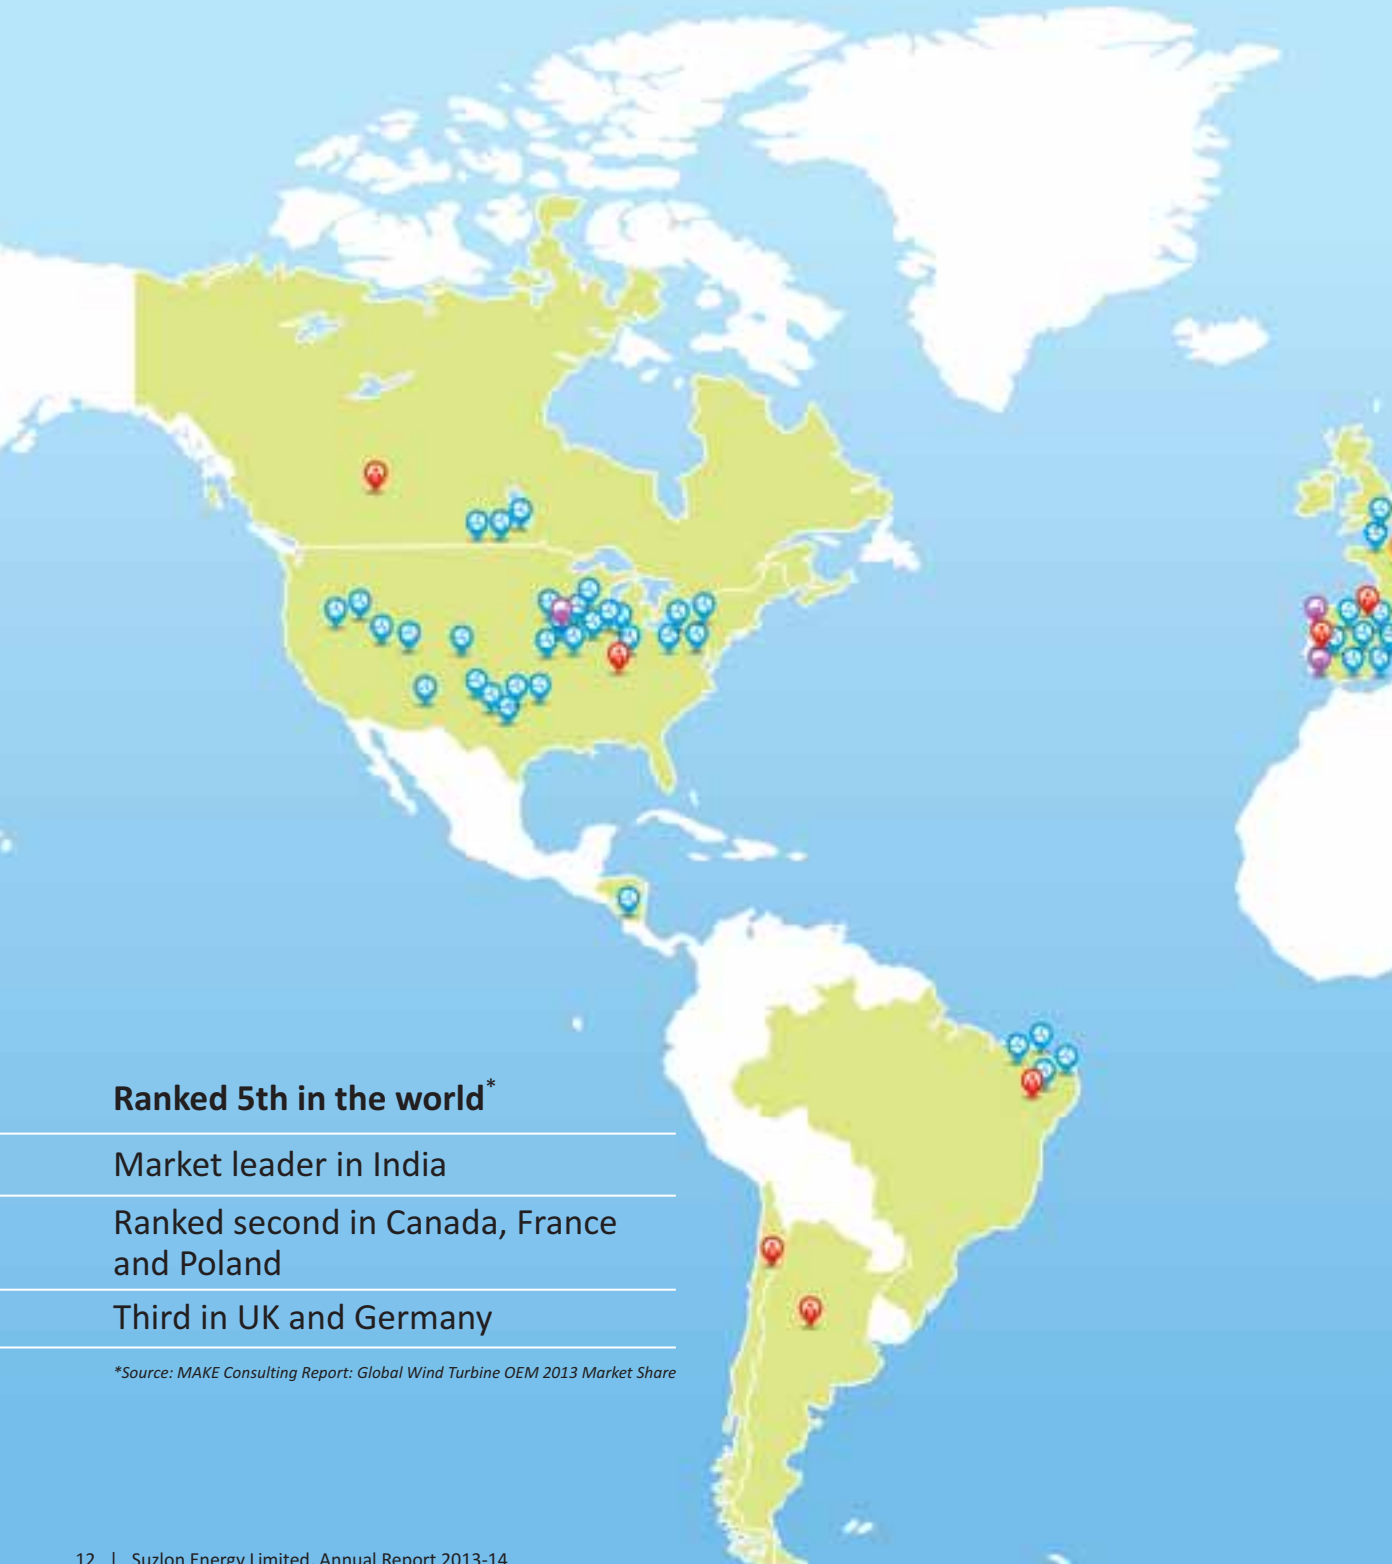 Ranked 5th in the world*
Market leader in India
Ranked second in Canada, France
and Poland
Third in UK and Germany
*Source: MAKE Consulting Report: Global Wind Turbine OEM 2013 Market Share
12 | Suzlon Energy Limited, Annual Report 2013-14